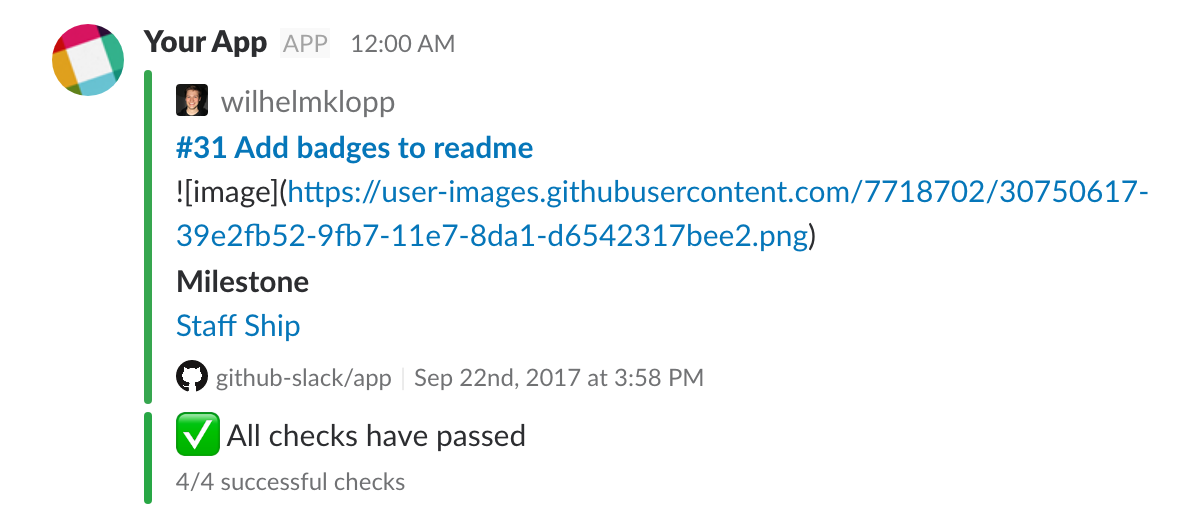 Your App APP 12:00 AM
wilhelmklopp
#31 Add badges to readme
![image](https://user-images.githubusercontent.com/7718702/30750617-
39e2fb52-9fb7-11e7-8da1-d6542317bee2.png)
Milestone
Staff Ship
github-slack/app | Sep 22nd, 2017 at 3:58 PM
✅ All checks have passed
4/4 successful checks